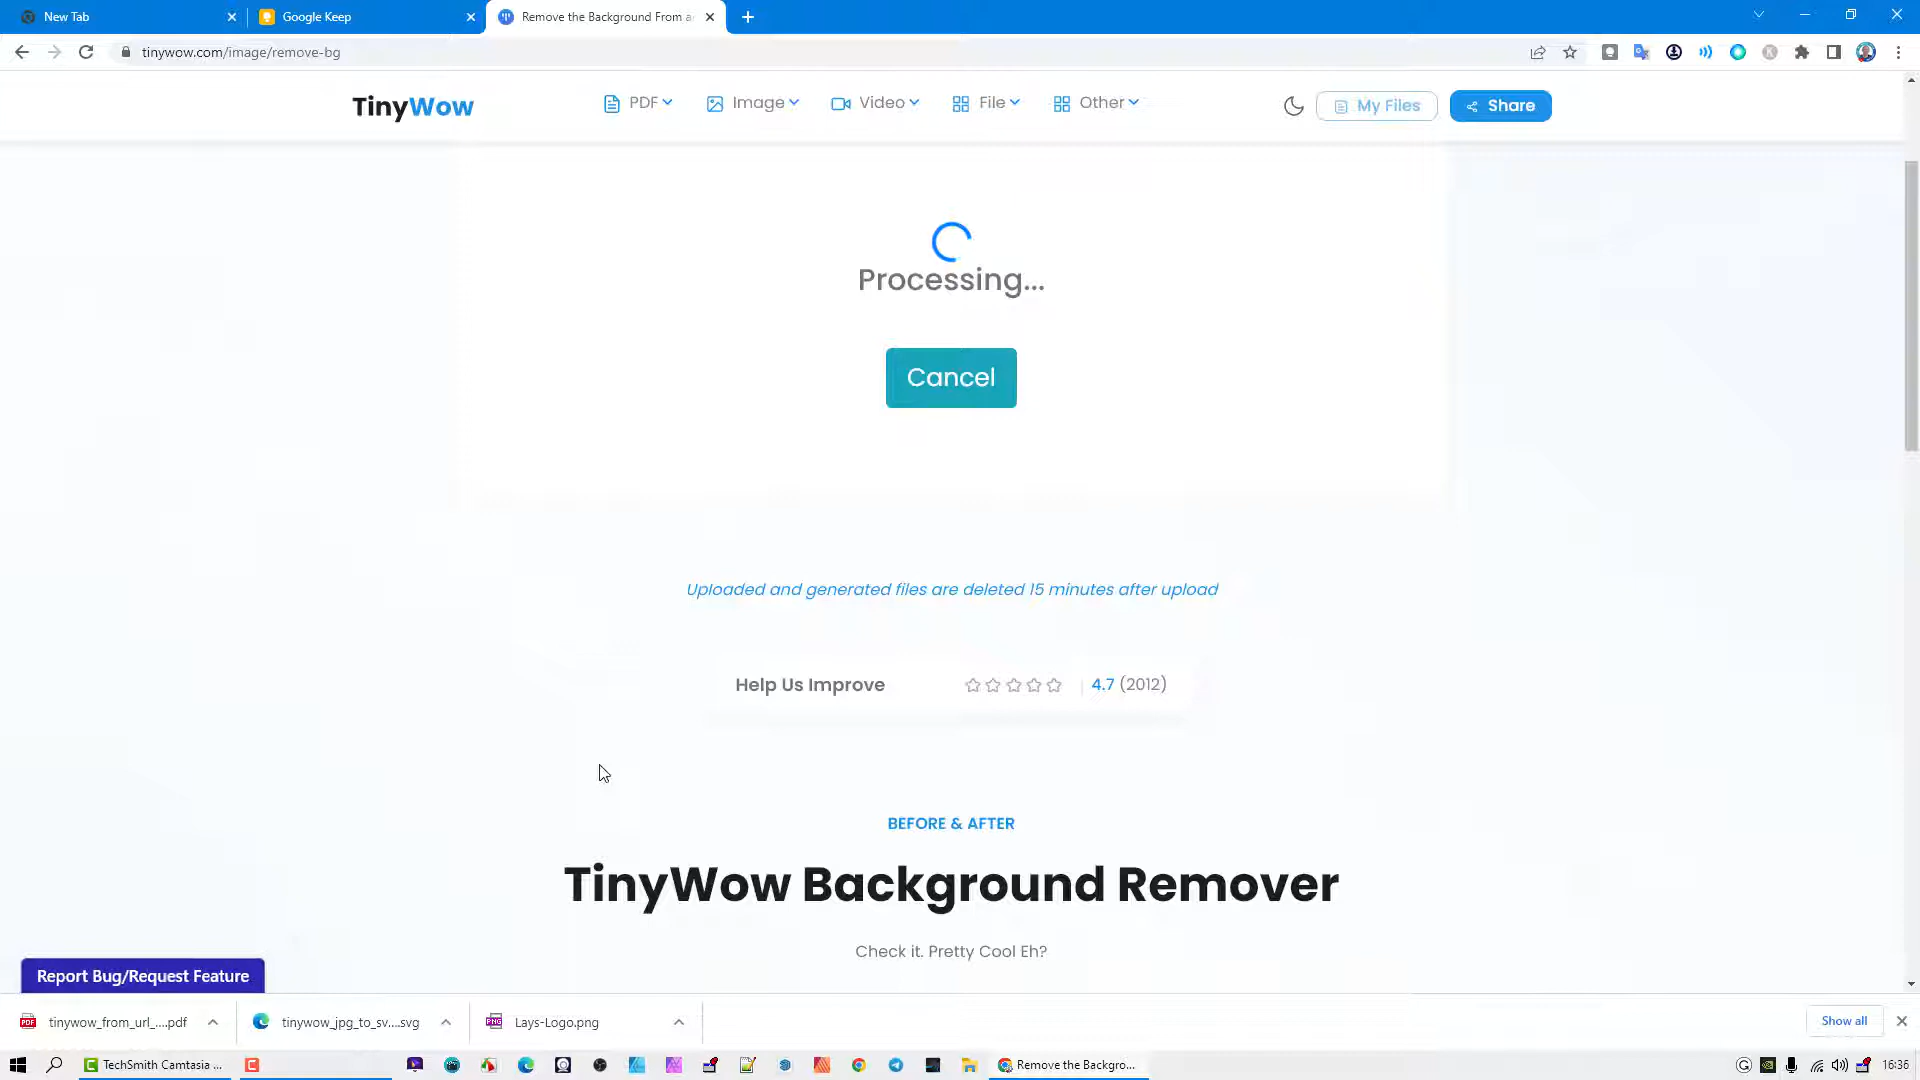 New Tab
Google Keep
Remove the Background From a
tinywow.com/image/remove-bg
TinyWow
PDF
Image
Video
File
Other
My Files
Share
Processing...
Cancel
Uploaded and generated files are deleted 15 minutes after upload
Help Us Improve
4.7 (2012)
BEFORE & AFTER
TinyWow Background Remover
Check it. Pretty Cool Eh?
Report Bug/Request Feature
tinywow_from_url_....pdf
tinywow_jpg_to_sv....svg
Lays-Logo.png
Show all
TechSmith Camtasia ...
Remove the Backgro...
16:36